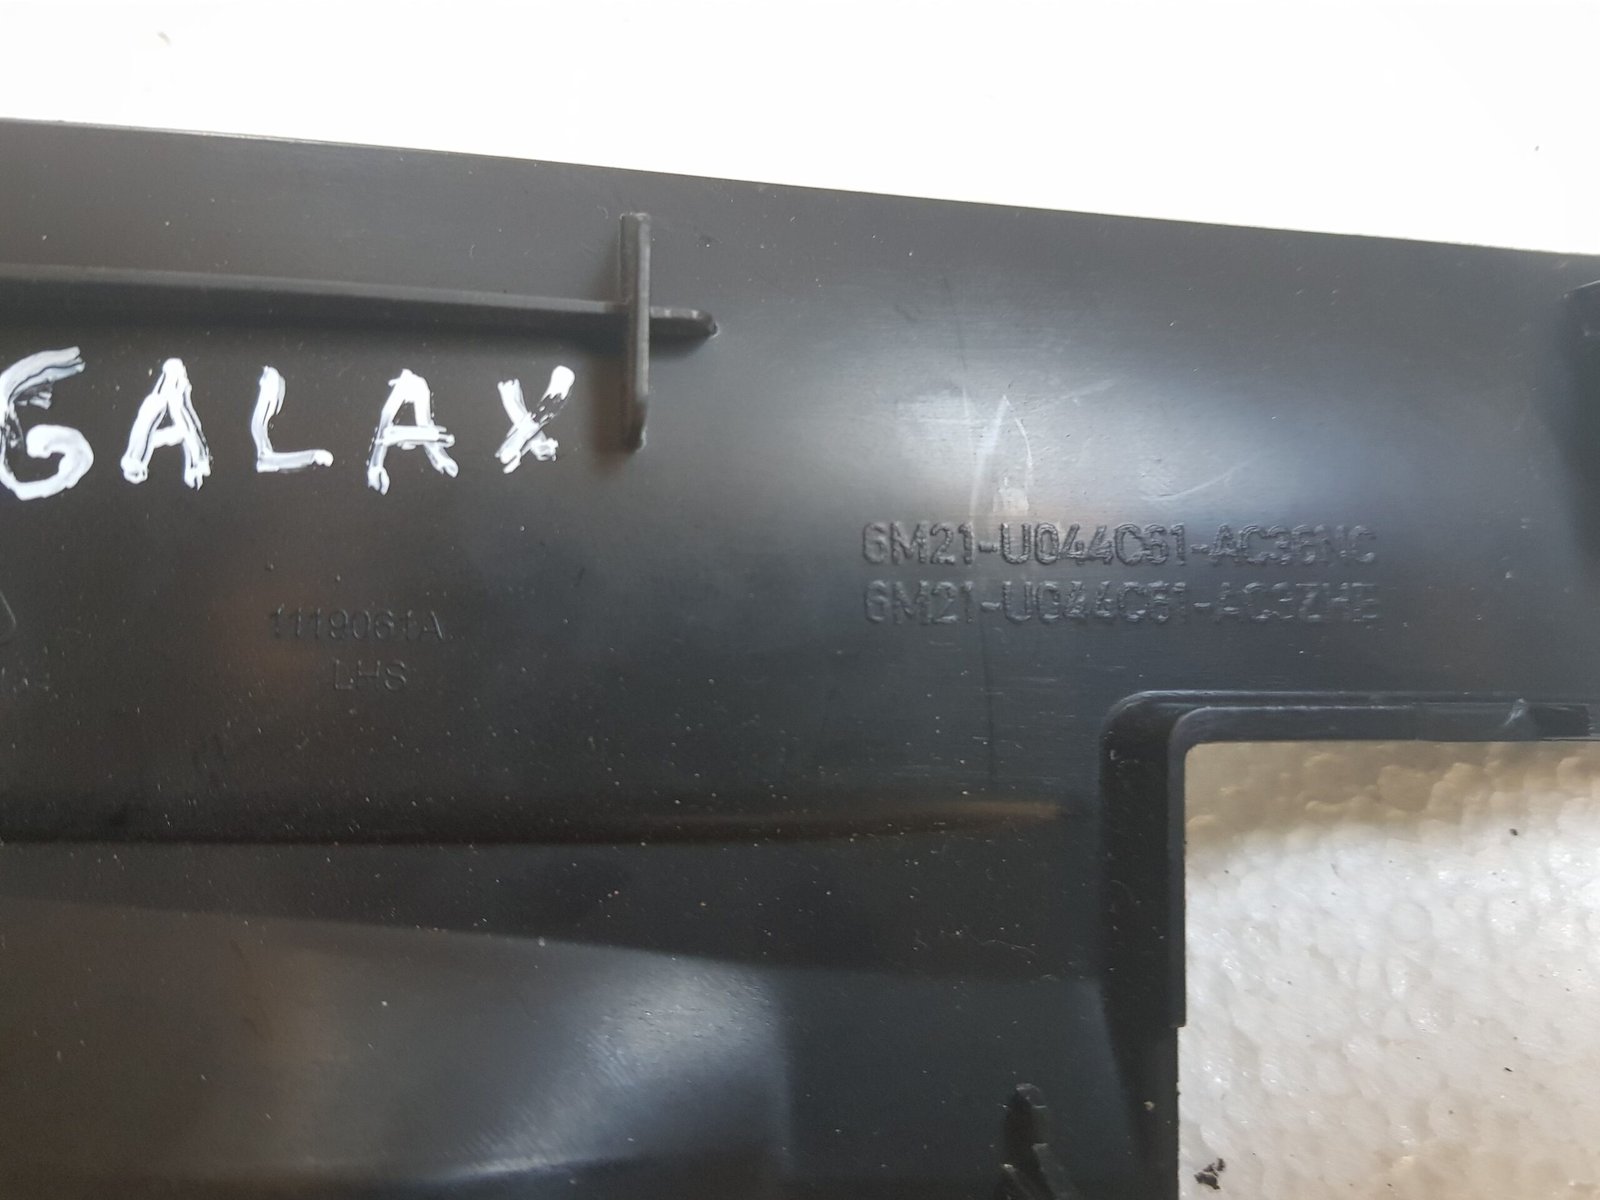 GALAX
6M21-U044C61-AC36NC
6M21-U044C61-AC3ZHE
1119061A
LHS